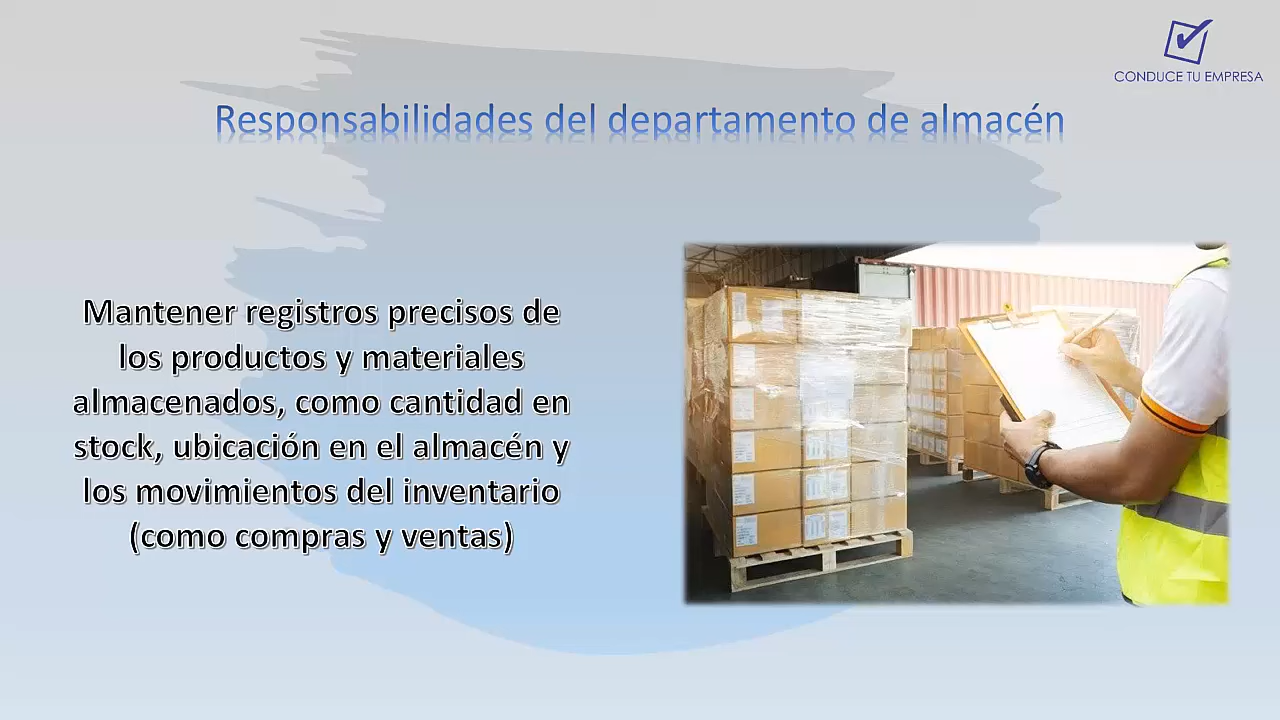 CONDUCE TU EMPRESA
Responsabilidades del departamento de almacén
Mantener registros precisos de
los productos y materiales
almacenados, como cantidad en
stock, ubicación en el almacén y
los movimientos del inventario
(como compras y ventas)